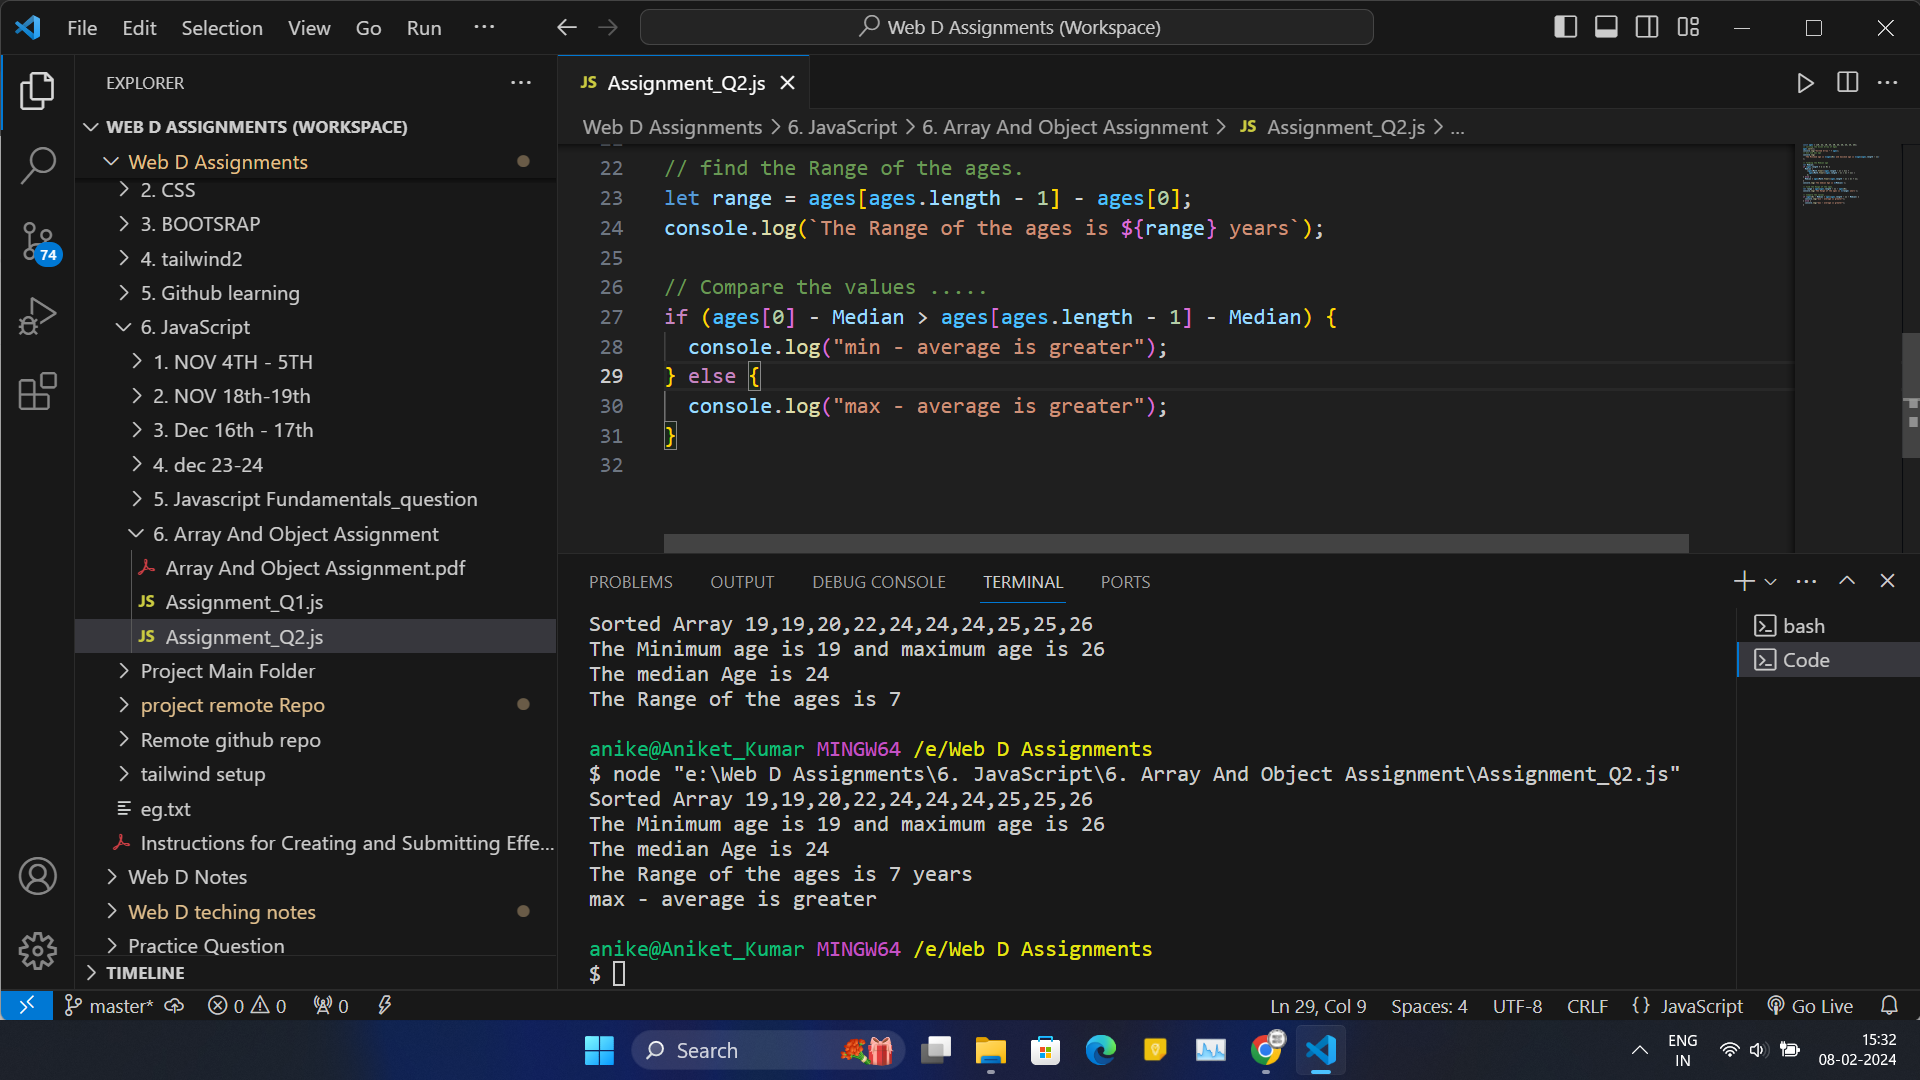 File Edit Selection View Go Run ... Web D Assignments (Workspace)
EXPLORER
WEB D ASSIGNMENTS (WORKSPACE)
Web D Assignments
2. CSS
3. BOOTSRAP
4. tailwind2
5. Github learning
6. JavaScript
1. NOV 4TH - 5TH
2. NOV 18th-19th
3. Dec 16th - 17th
4. dec 23-24
5. Javascript Fundamentals_question
6. Array And Object Assignment
Array And Object Assignment.pdf
JS Assignment_Q1.js
JS Assignment_Q2.js
Project Main Folder
project remote Repo
Remote github repo
tailwind setup
eg.txt
Instructions for Creating and Submitting Effe...
Web D Notes
Web D teching notes
Practice Question
TIMELINE
74
JS Assignment_Q2.js
Web D Assignments > 6. JavaScript > 6. Array And Object Assignment > JS Assignment_Q2.js > ...
22 // find the Range of the ages.
23 let range = ages[ages.length - 1] - ages[0];
24 console.log(`The Range of the ages is ${range} years`);
25
26 // Compare the values .....
27 if (ages[0] - Median > ages[ages.length - 1] - Median) {
28 console.log("min - average is greater");
29 } else {
30 console.log("max - average is greater");
31 }
32
PROBLEMS OUTPUT DEBUG CONSOLE TERMINAL PORTS
Sorted Array 19,19,20,22,24,24,24,25,25,26
The Minimum age is 19 and maximum age is 26
The median Age is 24
The Range of the ages is 7
anike@Aniket_Kumar MINGW64 /e/Web D Assignments
$ node "e:\Web D Assignments\6. JavaScript\6. Array And Object Assignment\Assignment_Q2.js"
Sorted Array 19,19,20,22,24,24,24,25,25,26
The Minimum age is 19 and maximum age is 26
The median Age is 24
The Range of the ages is 7 years
max - average is greater
anike@Aniket_Kumar MINGW64 /e/Web D Assignments
$
bash
Code
master* 0 0 0 Ln 29, Col 9 Spaces: 4 UTF-8 CRLF {} JavaScript Go Live
Search
ENG
IN
15:32
08-02-2024